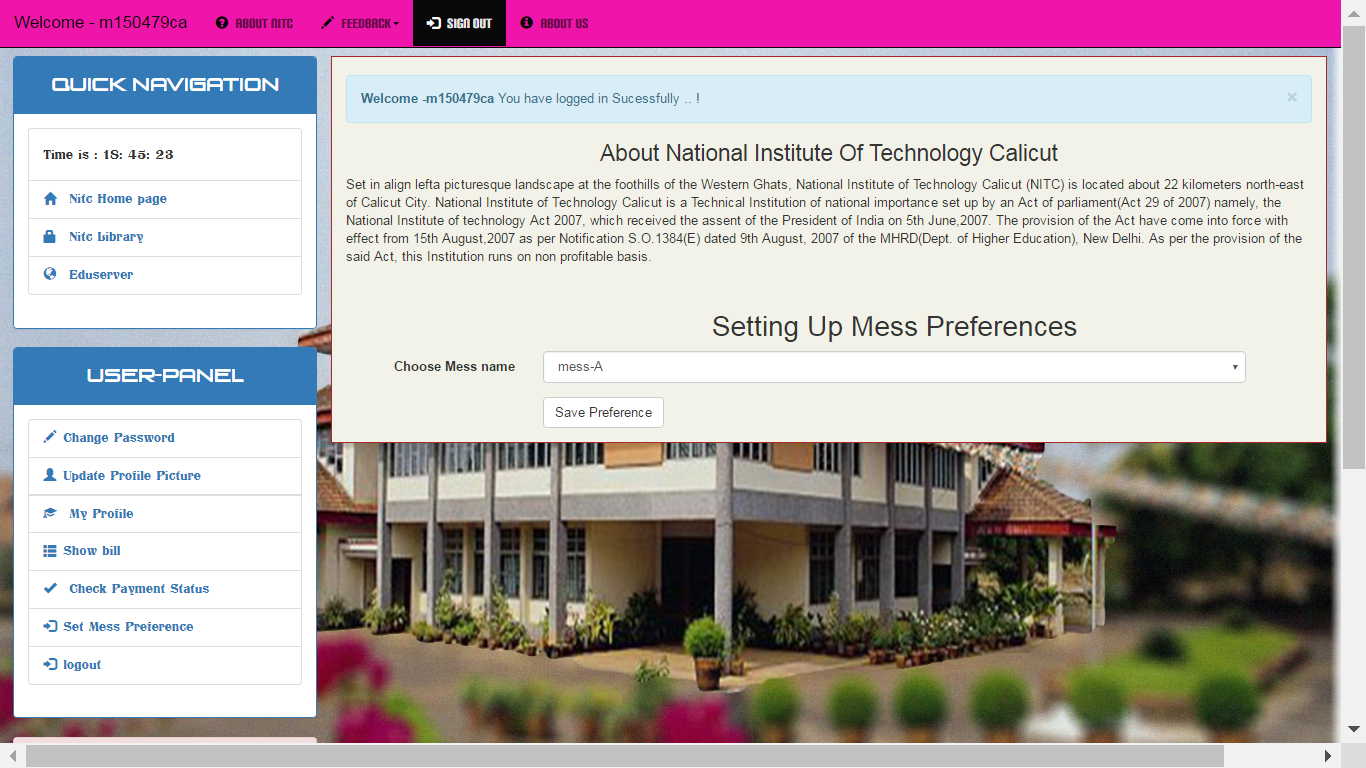 Welcome - m150479ca
ABOUT NITC
FEEDBACK
SIGN OUT
ABOUT US
QUICK NAVIGATION
Time is : 18: 45: 23
Nitc Home page
Nitc Library
Eduserver
USER-PANEL
Change Password
Update Profile Picture
My Profile
Show bill
Check Payment Status
Set Mess Preference
logout
Welcome -m150479ca You have logged in Sucessfully .. ! ×
About National Institute Of Technology Calicut
Set in align lefta picturesque landscape at the foothills of the Western Ghats, National Institute of Technology Calicut (NITC) is located about 22 kilometers north-east
of Calicut City. National Institute of Technology Calicut is a Technical Institution of national importance set up by an Act of parliament(Act 29 of 2007) namely, the
National Institute of technology Act 2007, which received the assent of the President of India on 5th June,2007. The provision of the Act have come into force with
effect from 15th August,2007 as per Notification S.O.1384(E) dated 9th August, 2007 of the MHRD(Dept. of Higher Education), New Delhi. As per the provision of the
said Act, this Institution runs on non profitable basis.
Setting Up Mess Preferences
Choose Mess name
mess-A
Save Preference